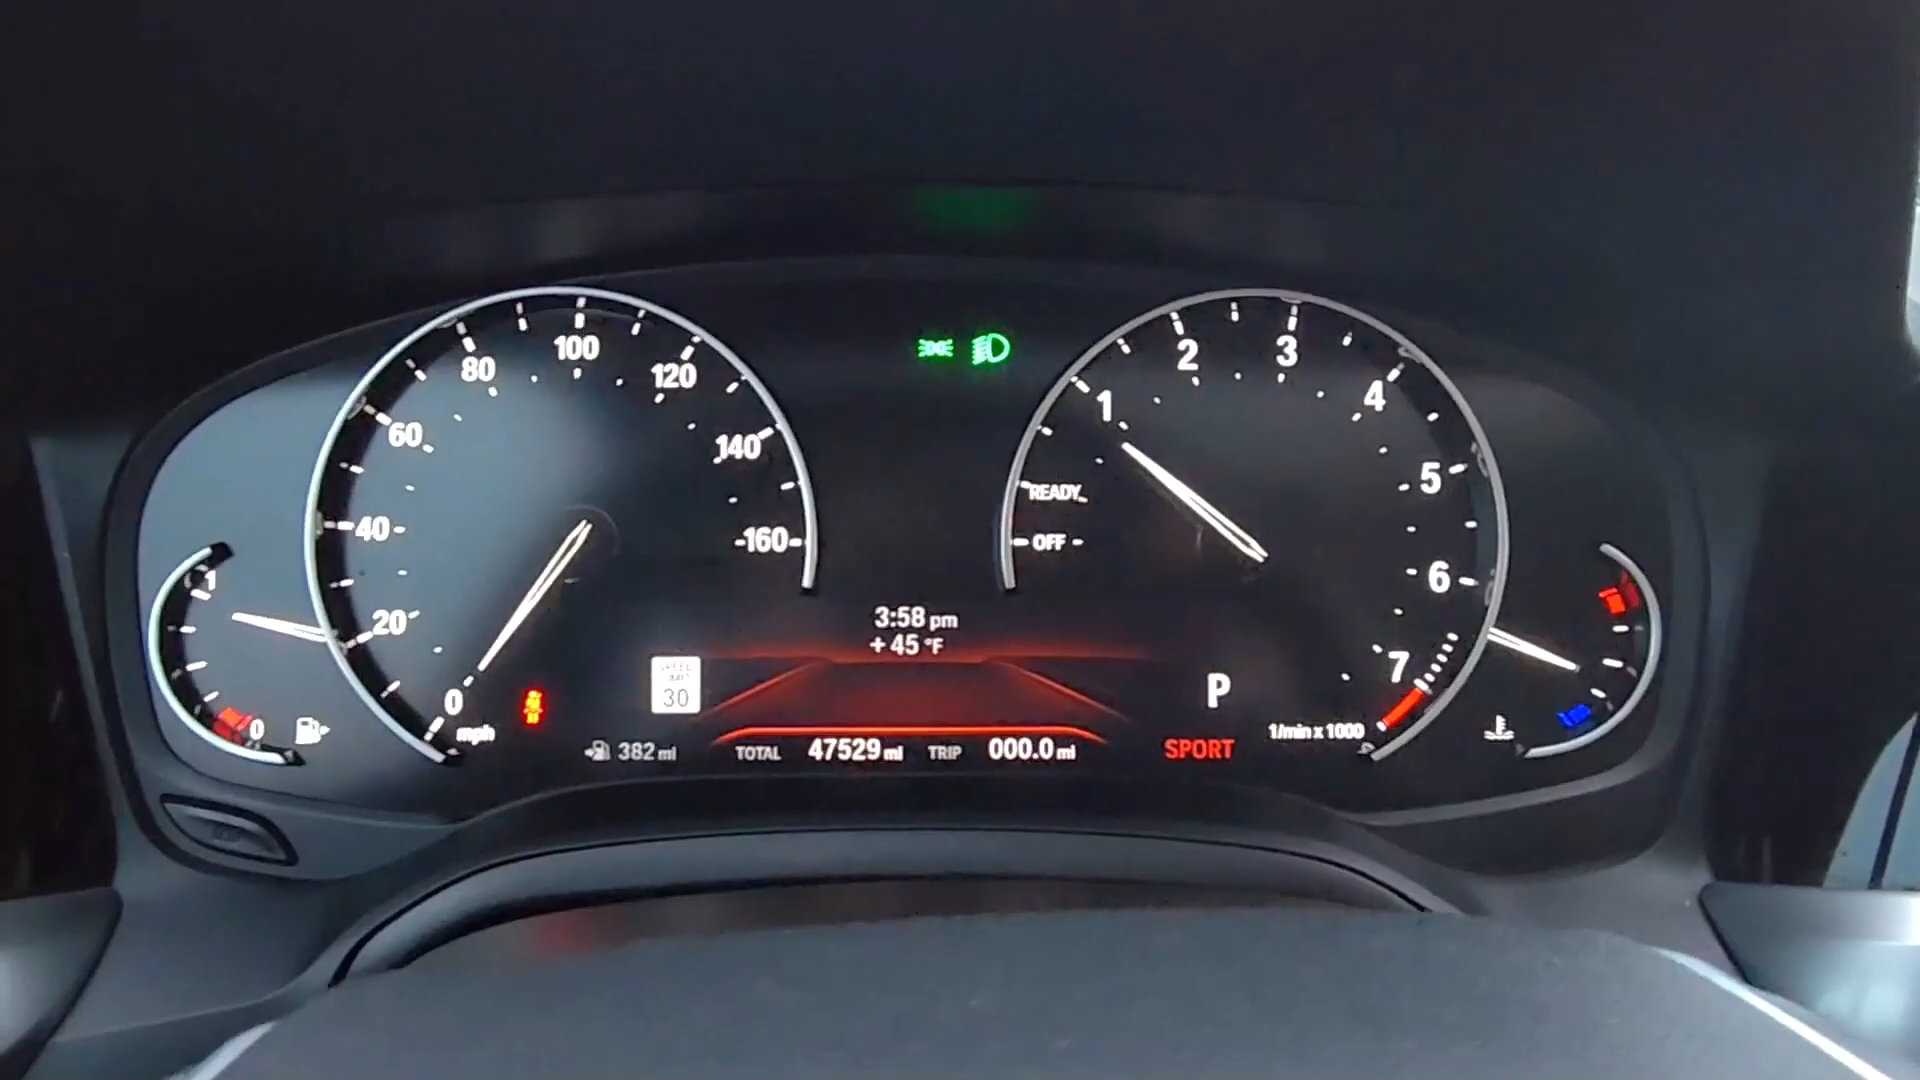 0
20
40
60
80
100
120
140
160
mph
1
0
3:58 pm
+ 45 °F
SPEED
LIMIT
30
382 mi
TOTAL 47529 mi TRIP 000.0 mi
P
SPORT
OFF
READY
1
2
3
4
5
6
7
1/min x 1000